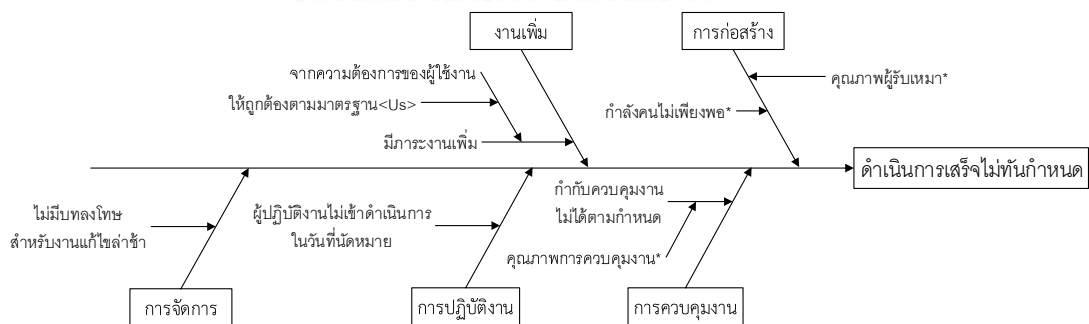 งานเพิ่ม
การก่อสร้าง
จากความต้องการของผู้ใช้งาน
คุณภาพผู้รับเหมา*
ให้ถูกต้องตามมาตรฐาน<Us>
กำลังคนไม่เพียงพอ*
มีภาระงานเพิ่ม
ดำเนินการเสร็จไม่ทันกำหนด
ไม่มีบทลงโทษ
สำหรับงานแก้ไขล่าช้า
ผู้ปฏิบัติงานไม่เข้าดำเนินการ
ในวันที่นัดหมาย
กำกับควบคุมงาน
ไม่ได้ตามกำหนด
คุณภาพการควบคุมงาน*
การจัดการ
การปฏิบัติงาน
การควบคุมงาน